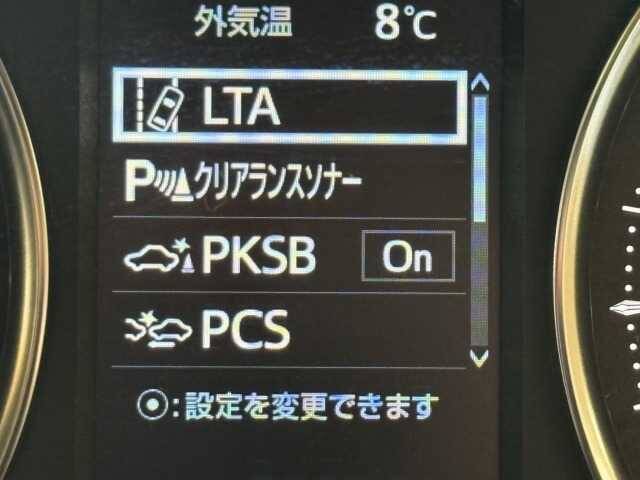 外気温 8℃
LTA
P クリアランスソナー
PKSB On
PCS
⦿:設定を変更できます